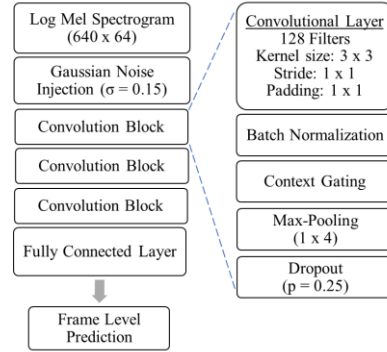 Log Mel Spectrogram
(640 x 64)
Gaussian Noise
Injection (σ = 0.15)
Convolution Block
Convolution Block
Convolution Block
Fully Connected Layer
Frame Level
Prediction
Convolutional Layer
128 Filters
Kernel size: 3 x 3
Stride: 1 x 1
Padding: 1 x 1
Batch Normalization
Context Gating
Max-Pooling
(1 x 4)
Dropout
(p = 0.25)